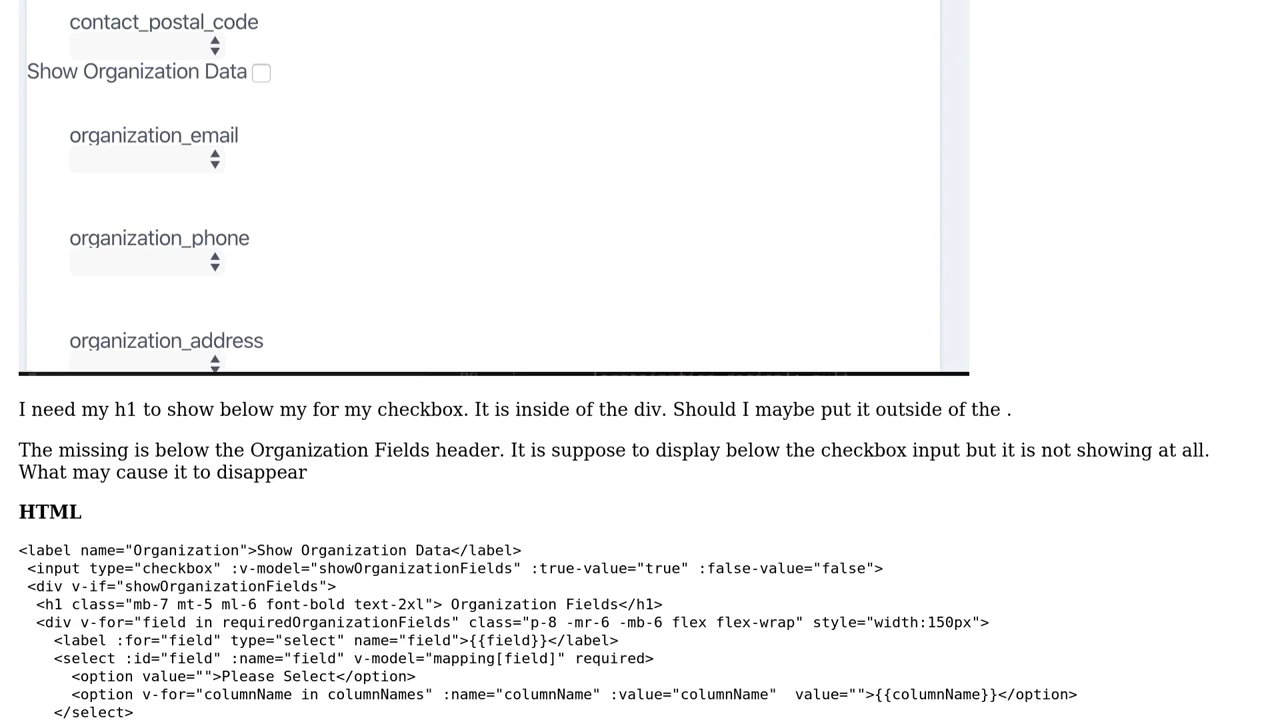 contact_postal_code
Show Organization Data
organization_email
organization_phone
organization_address
I need my h1 to show below my for my checkbox. It is inside of the div. Should I maybe put it outside of the .
The missing is below the Organization Fields header. It is suppose to display below the checkbox input but it is not showing at all.
What may cause it to disappear
HTML
<label name="Organization">Show Organization Data</label>
<input type="checkbox" :v-model="showOrganizationFields" :true-value="true" :false-value="false">
<div v-if="showOrganizationFields">
<h1 class="mb-7 mt-5 ml-6 font-bold text-2xl"> Organization Fields</h1>
<div v-for="field in requiredOrganizationFields" class="p-8 -mr-6 -mb-6 flex flex-wrap" style="width:150px">
<label :for="field" type="select" name="field">{{field}}</label>
<select :id="field" :name="field" v-model="mapping[field]" required>
<option value="">Please Select</option>
<option v-for="columnName in columnNames" :name="columnName" :value="columnName"  value="">{{columnName}}</option>
</select>